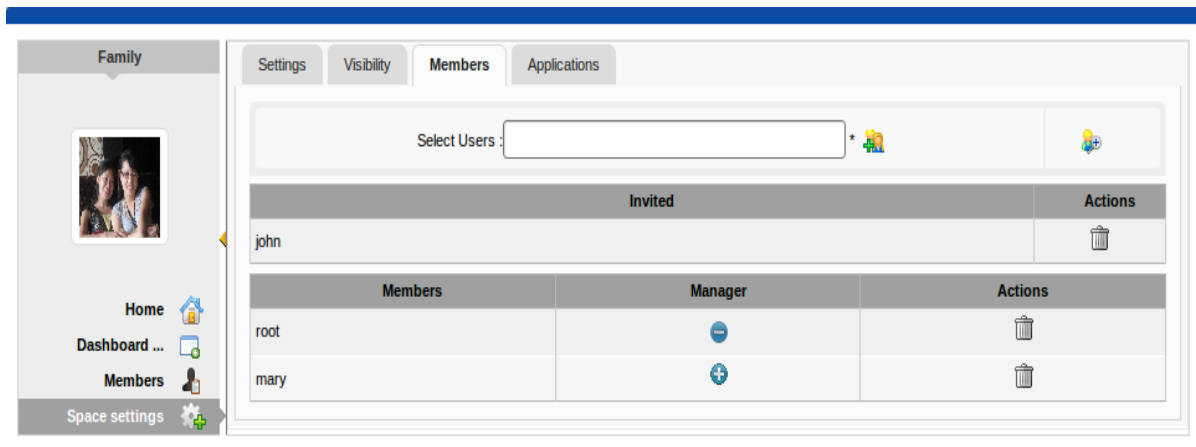 Family
Settings Visibility Members Applications
Select Users : *
Invited Actions
john
Members Manager Actions
root
mary
Home
Dashboard ...
Members
Space settings